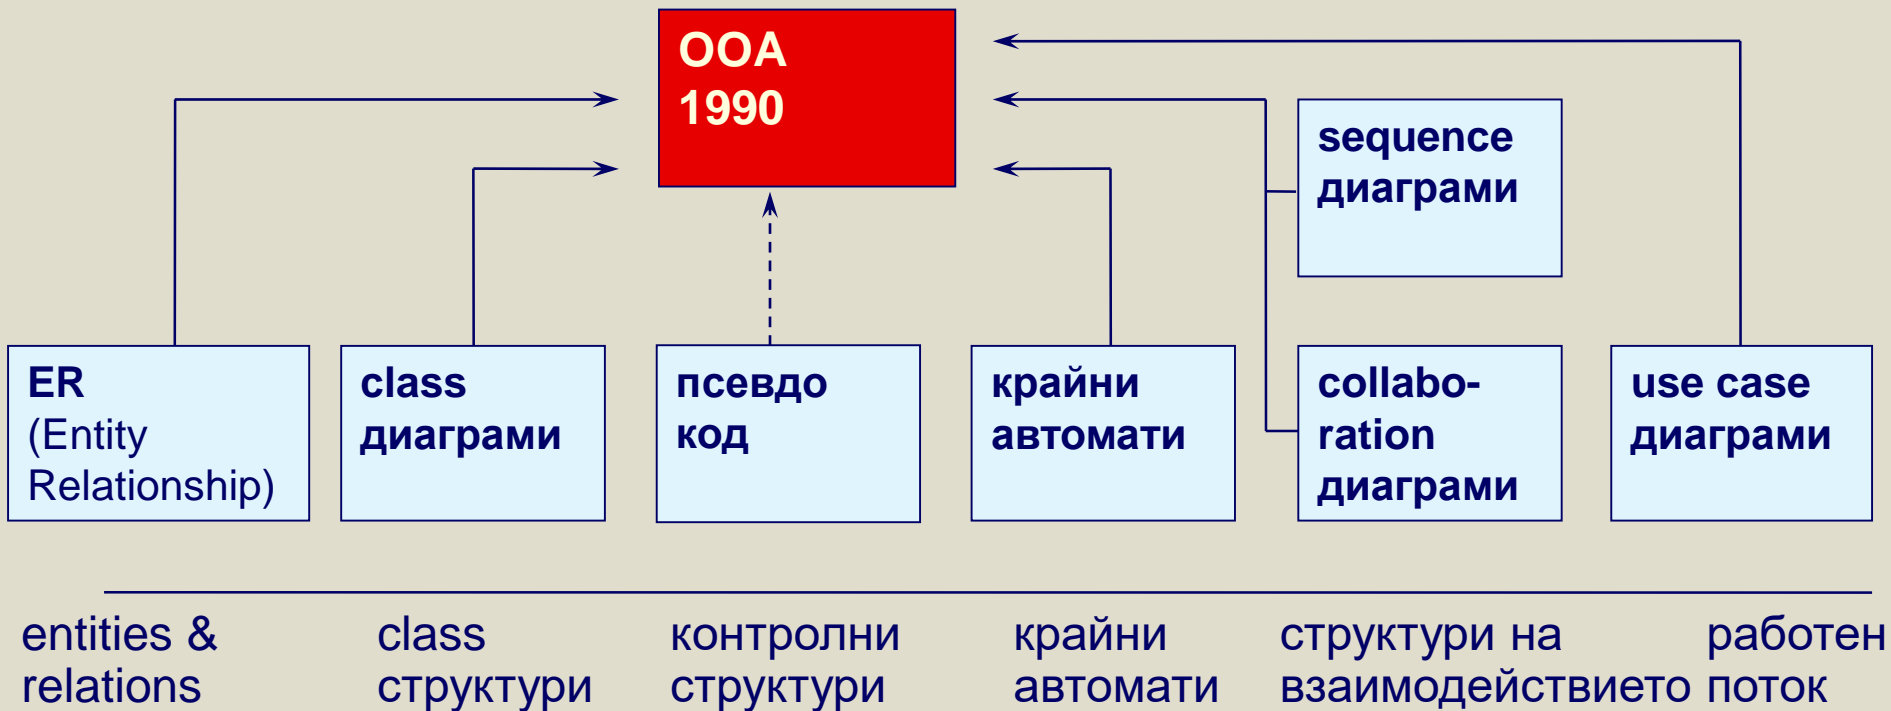 OOA
1990
sequence
диаграми
ER
(Entity
Relationship)
class
диаграми
псевдо
код
крайни
автомати
collabo-
ration
диаграми
use case
диаграми
entities &
relations
class
структури
контролни
структури
крайни
автомати
структури на
взаимодействието
работен
поток